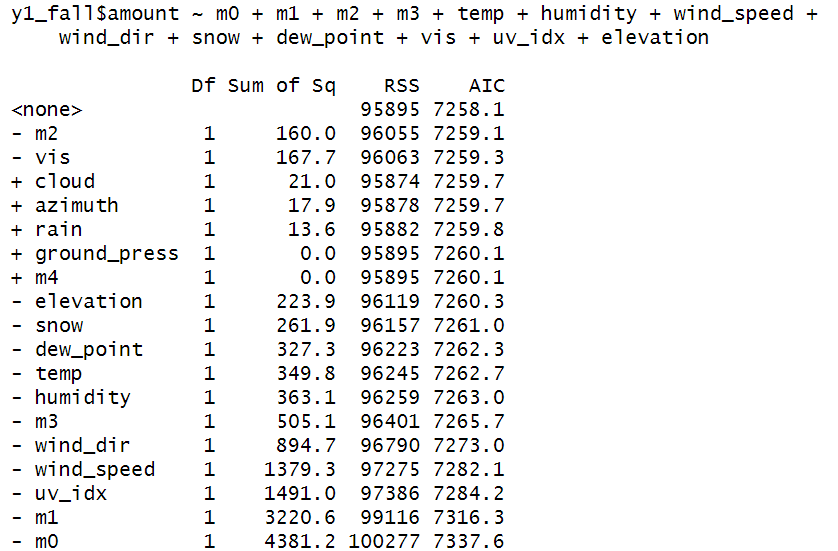 y1_fall$amount ~ m0 + m1 + m2 + m3 + temp + humidity + wind_speed +
    wind_dir + snow + dew_point + vis + uv_idx + elevation

               Df Sum of Sq    RSS    AIC
<none>                       95895 7258.1
- m2            1     160.0  96055 7259.1
- vis           1     167.7  96063 7259.3
+ cloud         1      21.0  95874 7259.7
+ azimuth       1      17.9  95878 7259.7
+ rain          1      13.6  95882 7259.8
+ ground_press  1       0.0  95895 7260.1
+ m4            1       0.0  95895 7260.1
- elevation     1     223.9  96119 7260.3
- snow          1     261.9  96157 7261.0
- dew_point     1     327.3  96223 7262.3
- temp          1     349.8  96245 7262.7
- humidity      1     363.1  96259 7263.0
- m3            1     505.1  96401 7265.7
- wind_dir      1     894.7  96790 7273.0
- wind_speed    1    1379.3  97275 7282.1
- uv_idx        1    1491.0  97386 7284.2
- m1            1    3220.6  99116 7316.3
- m0            1    4381.2 100277 7337.6